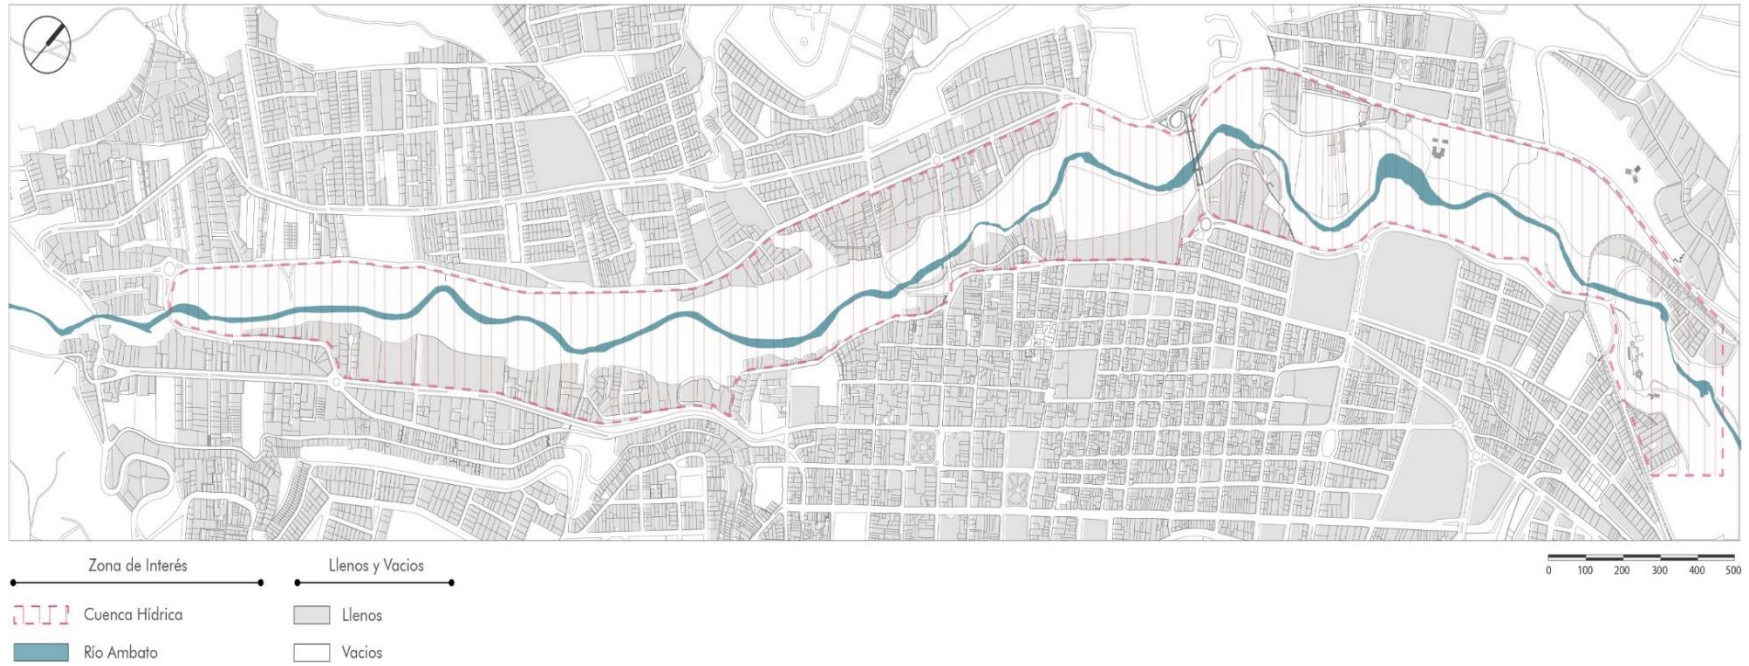 Zona de Interés
Llenos y Vacios
0 100 200 300 400 500
Cuenca Hídrica
Llenos
Río Ambato
Vacios